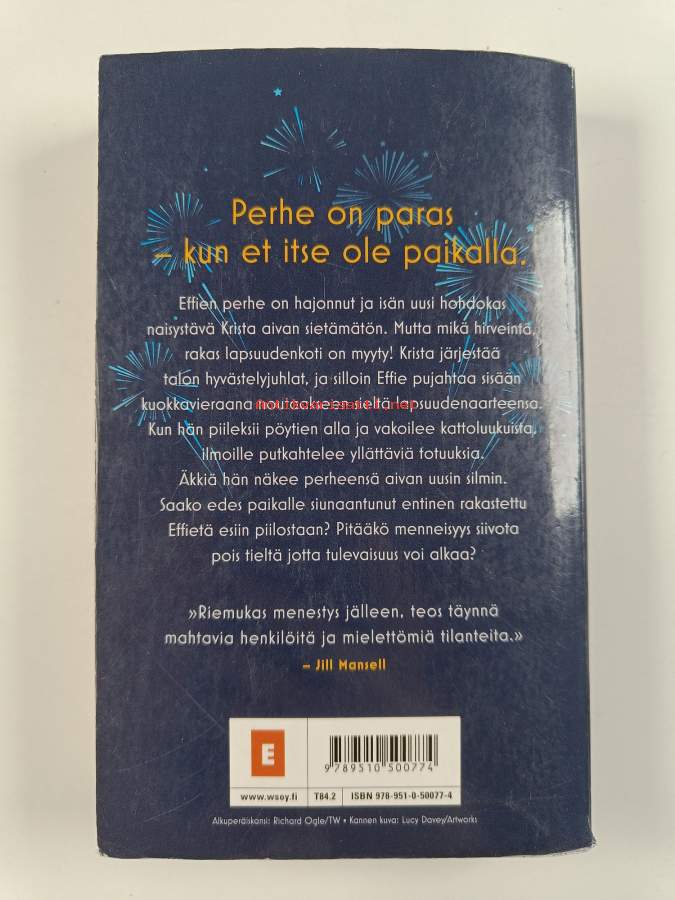 Perhe on paras
– kun et itse ole paikalla.
Effien perhe on hajonnut ja isän uusi hohdokas
naisystävä Krista aivan sietämätön. Mutta mikä hirveintä,
rakas lapsuudenkoti on myyty! Krista järjestää
talon hyvästelyjuhlat, ja silloin Effie pujahtaa sisään
kuokkavieraana noutaakseen sieltä lapsuudenaarteensa.
Kun hän piileksii pöytien alla ja vakoilee kattoluukuista,
ilmoille putkahtelee yllättäviä totuuksia.
Äkkiä hän näkee perheensä aivan uusin silmin.
Saako edes paikalle siunaantunut entinen rakastettu
Effietä esiin piilostaan? Pitääkö menneisyys siivota
pois tieltä jotta tulevaisuus voi alkaa?
»Riemukas menestys jälleen, teos täynnä
mahtavia henkilöitä ja mielettömiä tilanteita.»
– Jill Mansell
E
9789510500774
www.wsoy.fi T84.2 ISBN 978-951-0-50077-4
Alkuperäiskansi: Richard Ogle/TW • Kannen kuva: Lucy Davey/Artworks